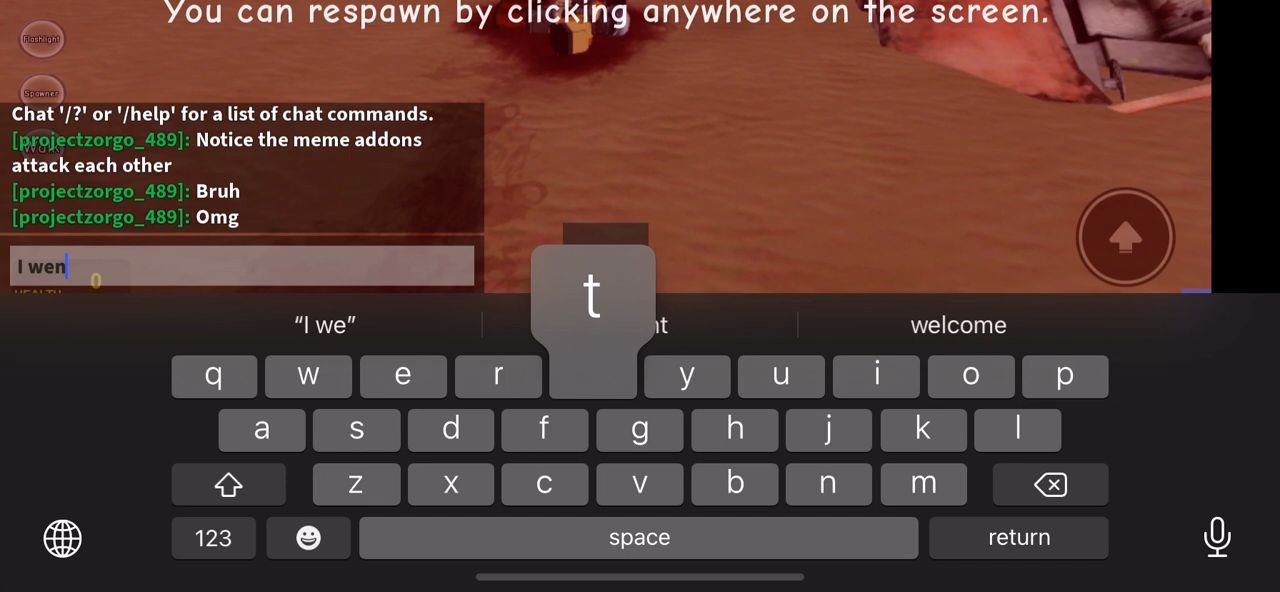 You can respawn by clicking anywhere on the screen.
Flashlight
Spawner
Chat '/?' or '/help' for a list of chat commands.
[projectzorgo_489]: Notice the meme addons
attack each other
[projectzorgo_489]: Bruh
[projectzorgo_489]: Omg
I wen
0
HEALTH
t
“I we” nt welcome
q w e r y u i o p
a s d f g h j k l
z x c v b n m
123 space return